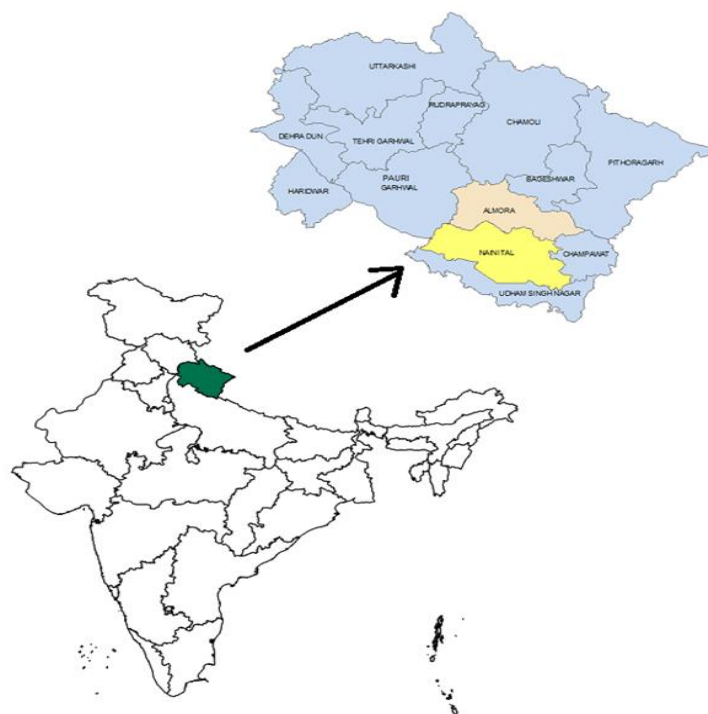 UTTARKASHI
RUDRAPRAYAG
CHAMOLI
DEHRA DUN
TEHRI GARHWAL
PITHORAGARH
PAURI
GARHWAL
BAGESHWAR
HARIDWAR
ALMORA
NAINITAL
CHAMPAWAT
UDHAM SINGH NAGAR